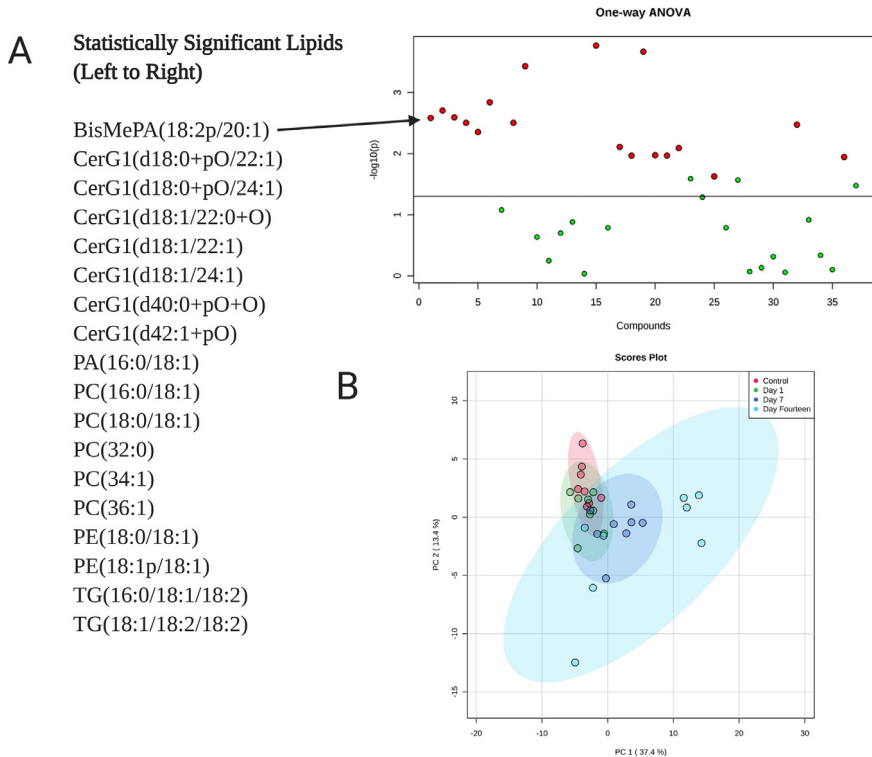 A
Statistically Significant Lipids
(Left to Right)
BisMePA(18:2p/20:1)
CerG1(d18:0+pO/22:1)
CerG1(d18:0+pO/24:1)
CerG1(d18:1/22:0+O)
CerG1(d18:1/22:1)
CerG1(d18:1/24:1)
CerG1(d40:0+pO+O)
CerG1(d42:1+pO)
PA(16:0/18:1)
PC(16:0/18:1)
PC(18:0/18:1)
PC(32:0)
PC(34:1)
PC(36:1)
PE(18:0/18:1)
PE(18:1p/18:1)
TG(16:0/18:1/18:2)
TG(18:1/18:2/18:2)
One-way ANOVA
-log10(p)
3
2
1
0
0 5 10 15 20 25 30 35
Compounds
B
Scores Plot
Control
Day 1
Day 7
Day Fourteen
PC 2 ( 13.4 %)
10
5
0
-5
-10
-15
-20 -10 0 10 20 30
PC 1 ( 37.4 %)